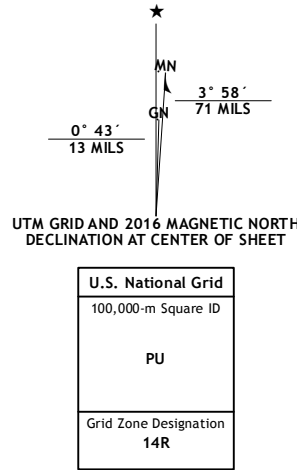 ★
MN
3° 58´
71 MILS
GN
0° 43´
13 MILS
UTM GRID AND 2016 MAGNETIC NORTH
DECLINATION AT CENTER OF SHEET
U.S. National Grid
100,000-m Square ID
PU
Grid Zone Designation
14R